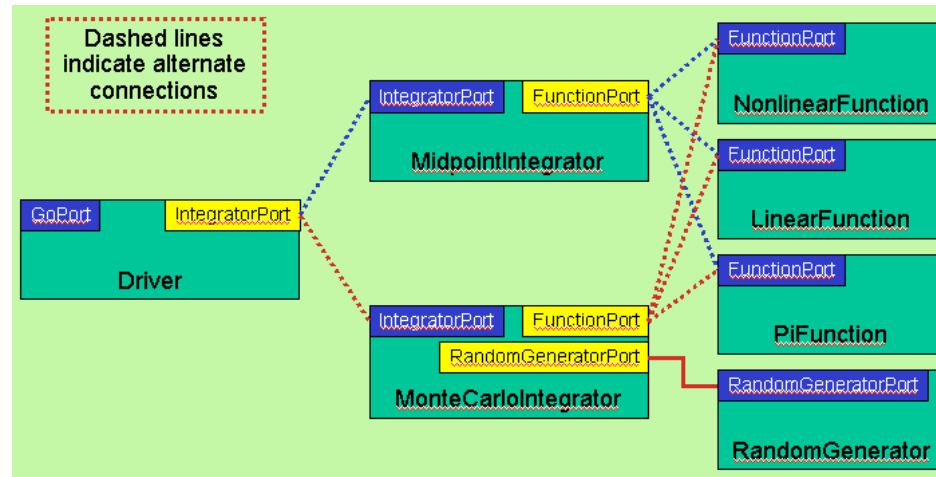 Dashed lines
indicate alternate
connections
GoPort
IntegratorPort
Driver
IntegratorPort
FunctionPort
MidpointIntegrator
IntegratorPort
FunctionPort
RandomGeneratorPort
MonteCarloIntegrator
FunctionPort
NonlinearFunction
FunctionPort
LinearFunction
FunctionPort
PiFunction
RandomGeneratorPort
RandomGenerator